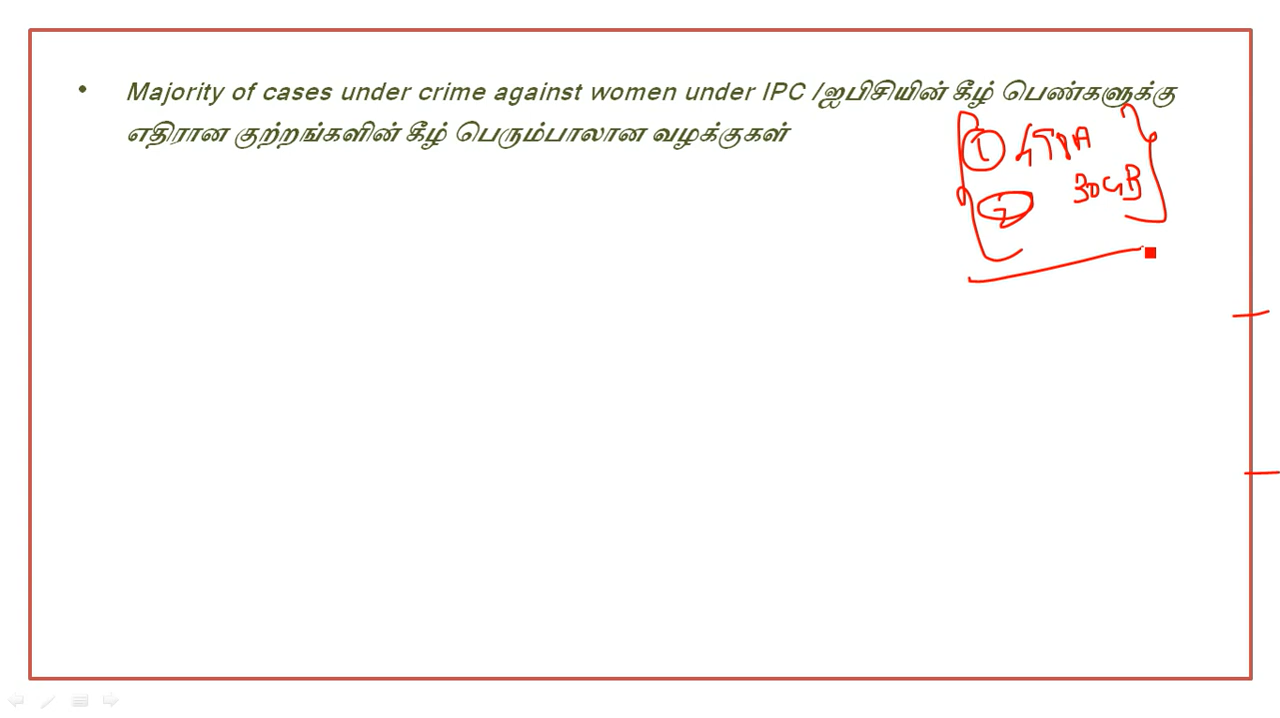 • Majority of cases under crime against women under IPC /ஐபிசியின் கீழ் பெண்களுக்கு
எதிரான குற்றங்களின் கீழ் பெரும்பாலான வழக்குகள்
1
2 304B